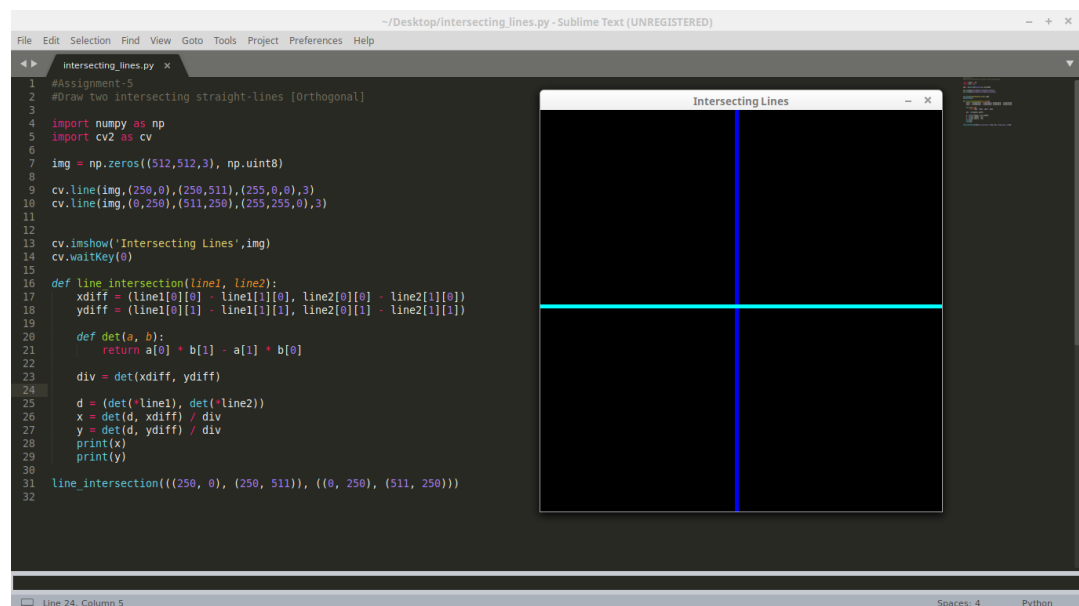 ~/Desktop/intersecting_lines.py - Sublime Text (UNREGISTERED)
File Edit Selection Find View Goto Tools Project Preferences Help
intersecting_lines.py ×
1 #Assignment-5
2 #Draw two intersecting straight-lines [Orthogonal]
3
4 import numpy as np
5 import cv2 as cv
6
7 img = np.zeros((512,512,3), np.uint8)
8
9 cv.line(img,(250,0),(250,511),(255,0,0),3)
10 cv.line(img,(0,250),(511,250),(255,255,0),3)
11
12
13 cv.imshow('Intersecting Lines',img)
14 cv.waitKey(0)
15
16 def line_intersection(line1, line2):
17     xdiff = (line1[0][0] - line1[1][0], line2[0][0] - line2[1][0])
18     ydiff = (line1[0][1] - line1[1][1], line2[0][1] - line2[1][1])
19
20     def det(a, b):
21         return a[0] * b[1] - a[1] * b[0]
22
23     div = det(xdiff, ydiff)
24
25     d = (det(*line1), det(*line2))
26     x = det(d, xdiff) / div
27     y = det(d, ydiff) / div
28     print(x)
29     print(y)
30
31 line_intersection(((250, 0), (250, 511)), ((0, 250), (511, 250)))
32
Intersecting Lines
Line 24, Column 5
Spaces: 4 Python